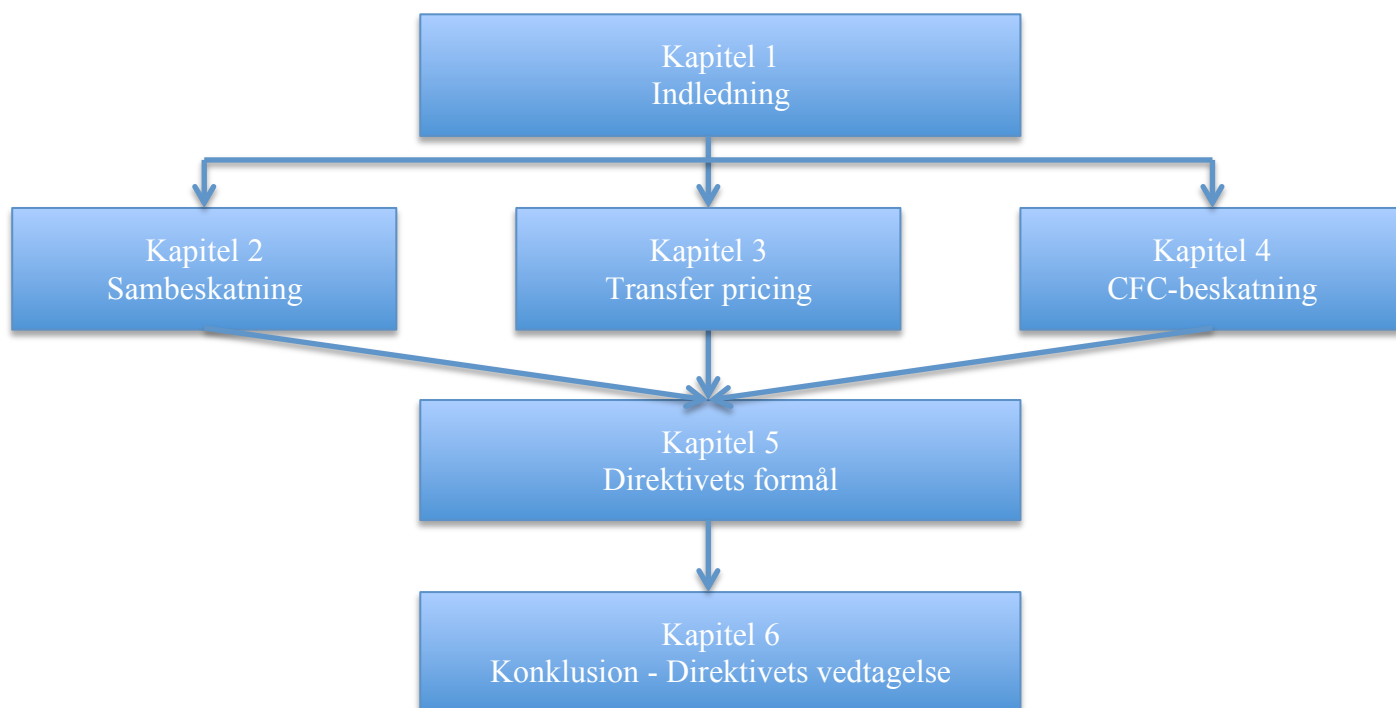 Kapitel 1
Indledning
Kapitel 2
Sambeskatning
Kapitel 3
Transfer pricing
Kapitel 4
CFC-beskatning
Kapitel 5
Direktivets formål
Kapitel 6
Konklusion - Direktivets vedtagelse